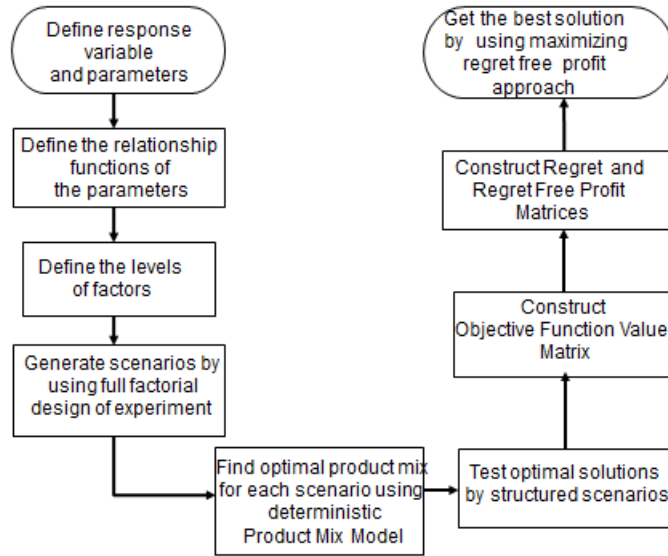 Define response
variable
and parameters
Define the relationship
functions of
the parameters
Define the levels
of factors
Generate scenarios by
using full factorial
design of experiment
Find optimal product mix
for each scenario using
deterministic
Product Mix Model
Test optimal solutions
by structured scenarios
Construct
Objective Function Value
Matrix
Construct Regret and
Regret Free Profit
Matrices
Get the best solution
by using maximizing
regret free profit
approach